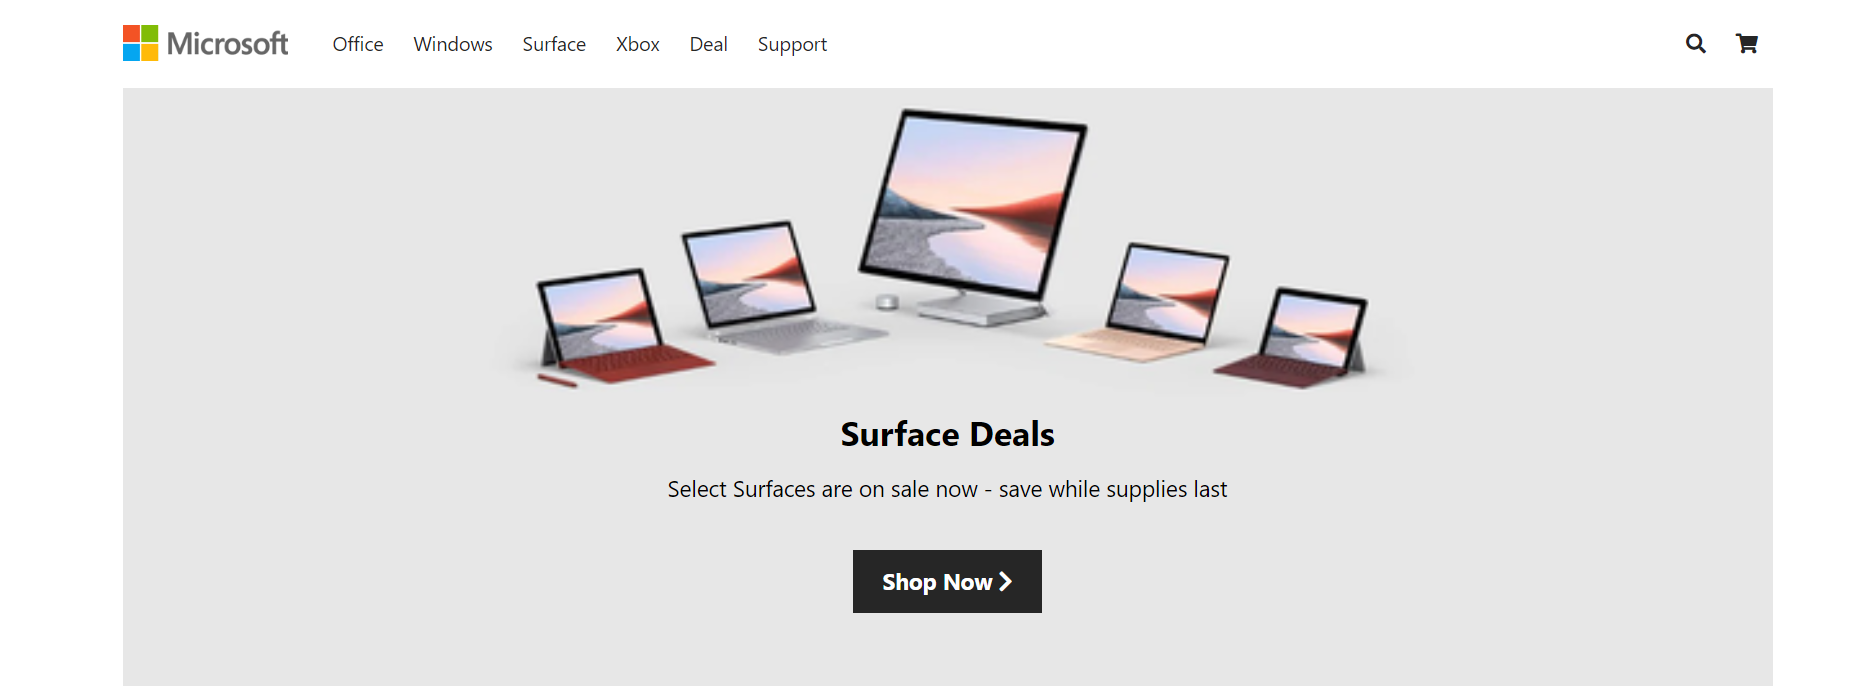 Microsoft Office Windows Surface Xbox Deal Support
Surface Deals
Select Surfaces are on sale now - save while supplies last
Shop Now